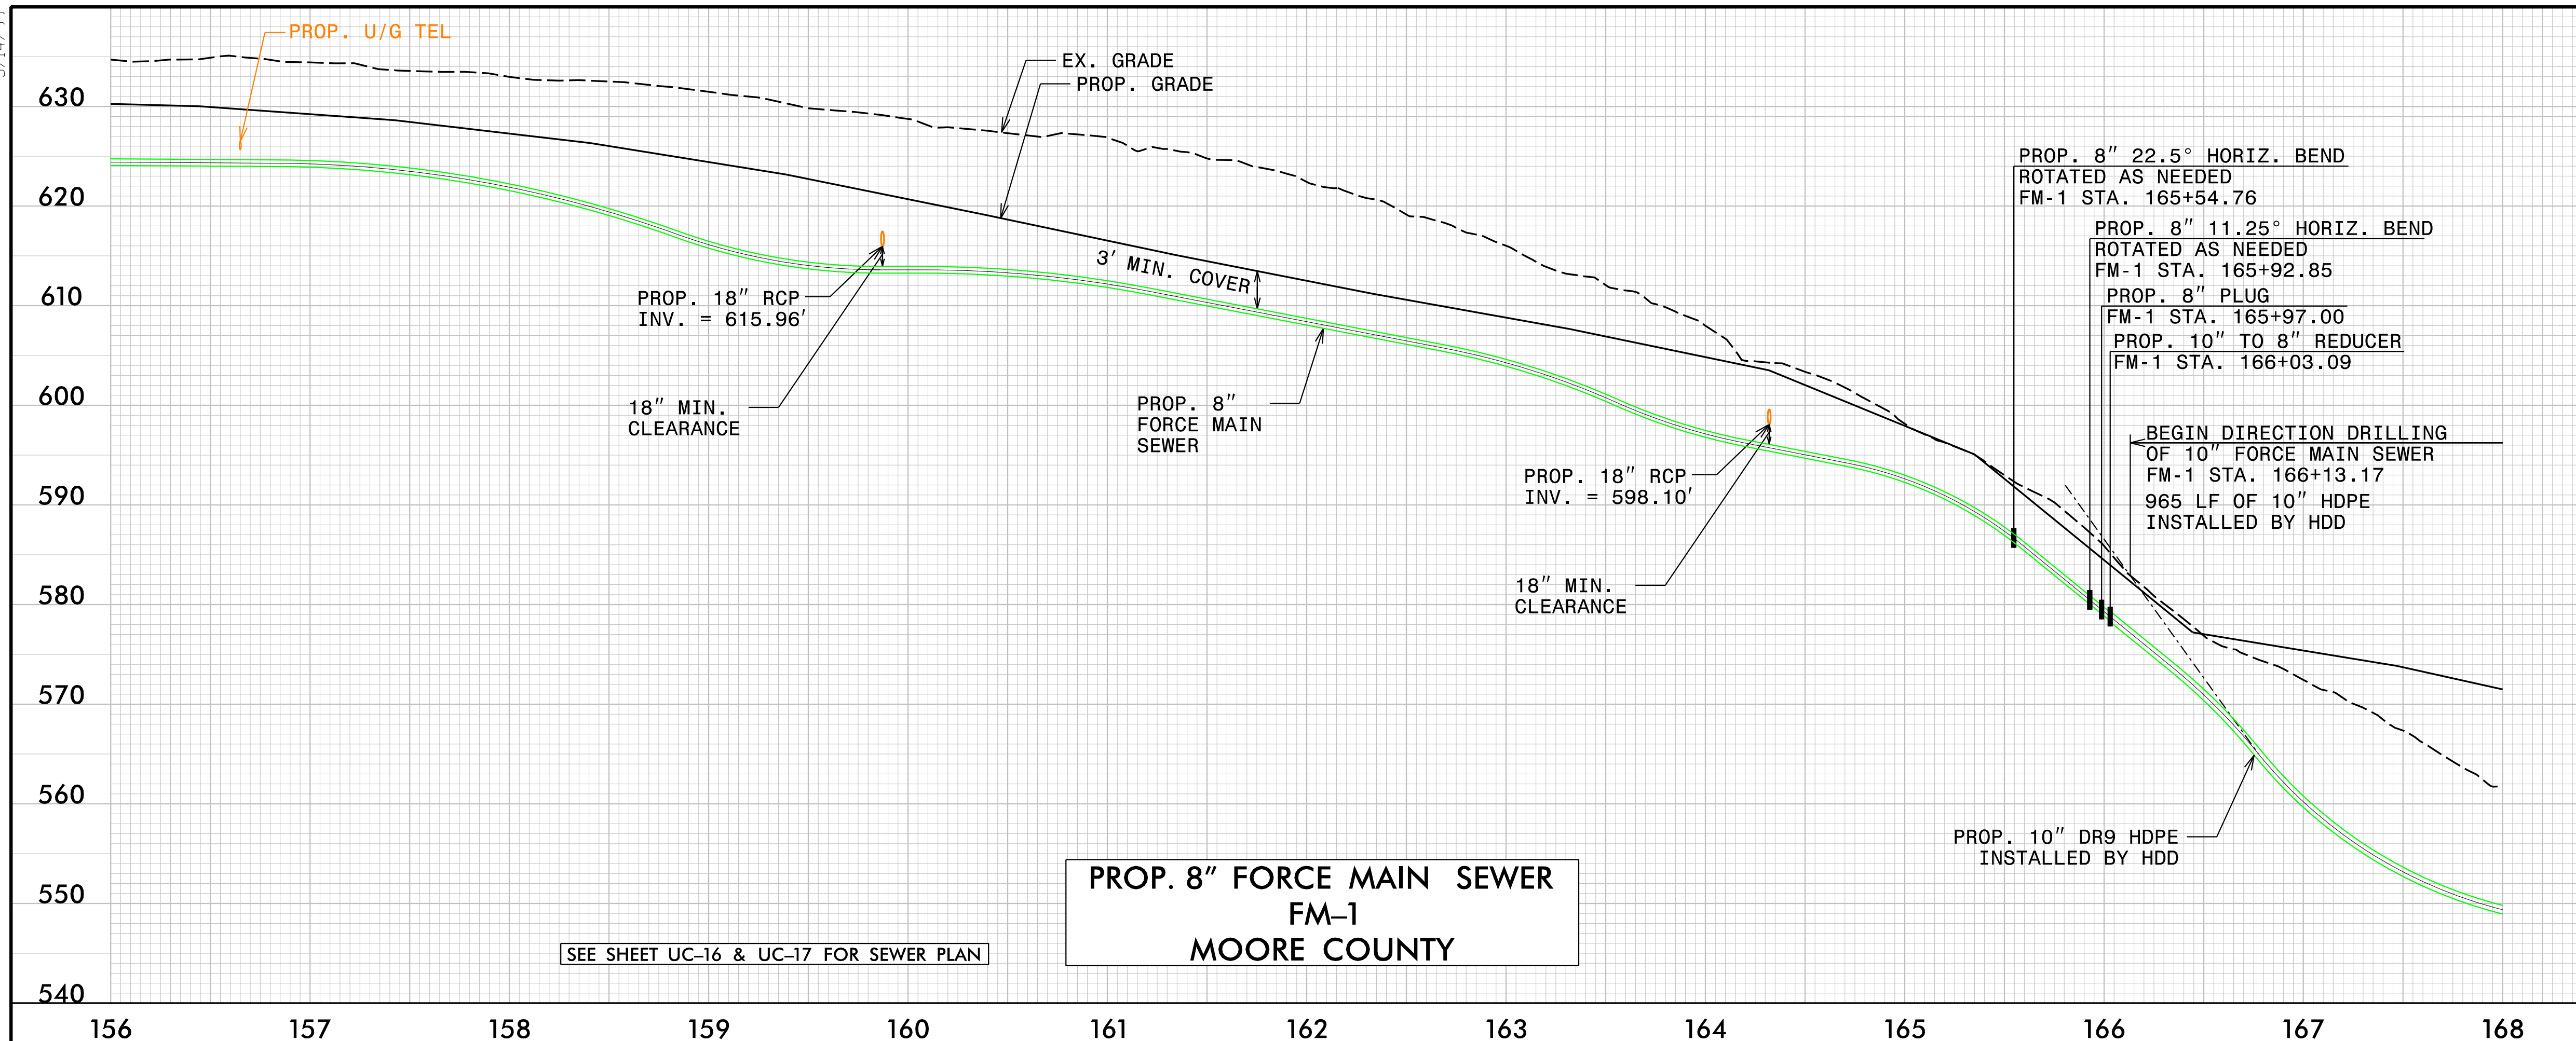 PROP. U/G TEL
EX. GRADE
PROP. GRADE
630
620
610
600
590
580
570
560
550
540
PROP. 8" 22.5° HORIZ. BEND
ROTATED AS NEEDED
FM-1 STA. 165+54.76
PROP. 8" 11.25° HORIZ. BEND
ROTATED AS NEEDED
FM-1 STA. 165+92.85
PROP. 8" PLUG
FM-1 STA. 165+97.00
PROP. 10" TO 8" REDUCER
FM-1 STA. 166+03.09
3' MIN. COVER
PROP. 18" RCP
INV. = 615.96'
18" MIN.
CLEARANCE
PROP. 8"
FORCE MAIN
SEWER
PROP. 18" RCP
INV. = 598.10'
18" MIN.
CLEARANCE
BEGIN DIRECTION DRILLING
OF 10" FORCE MAIN SEWER
FM-1 STA. 166+13.17
965 LF OF 10" HDPE
INSTALLED BY HDD
PROP. 10" DR9 HDPE
INSTALLED BY HDD
PROP. 8" FORCE MAIN SEWER
FM-1
MOORE COUNTY
SEE SHEET UC-16 & UC-17 FOR SEWER PLAN
156 157 158 159 160 161 162 163 164 165 166 167 168